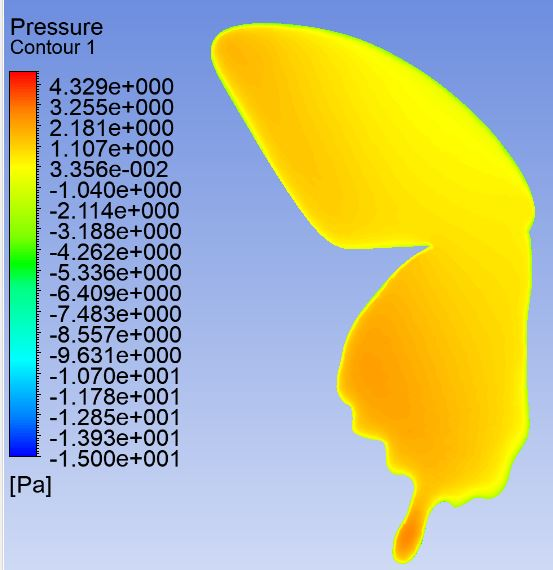 Pressure
Contour 1
4.329e+000
3.255e+000
2.181e+000
1.107e+000
3.356e-002
-1.040e+000
-2.114e+000
-3.188e+000
-4.262e+000
-5.336e+000
-6.409e+000
-7.483e+000
-8.557e+000
-9.631e+000
-1.070e+001
-1.178e+001
-1.285e+001
-1.393e+001
-1.500e+001
[Pa]